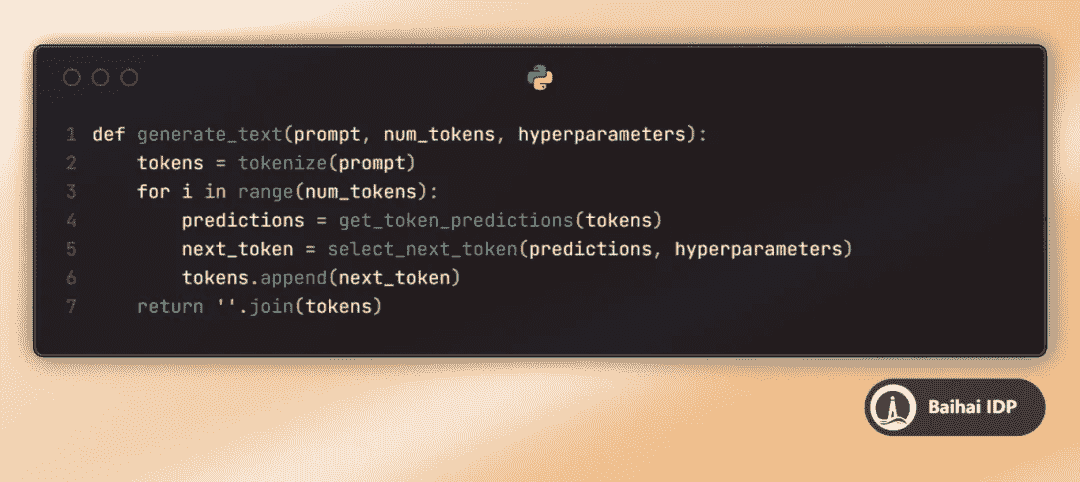 1 def generate_text(prompt, num_tokens, hyperparameters):
2     tokens = tokenize(prompt)
3     for i in range(num_tokens):
4         predictions = get_token_predictions(tokens)
5         next_token = select_next_token(predictions, hyperparameters)
6         tokens.append(next_token)
7     return ''.join(tokens)
Baihai IDP